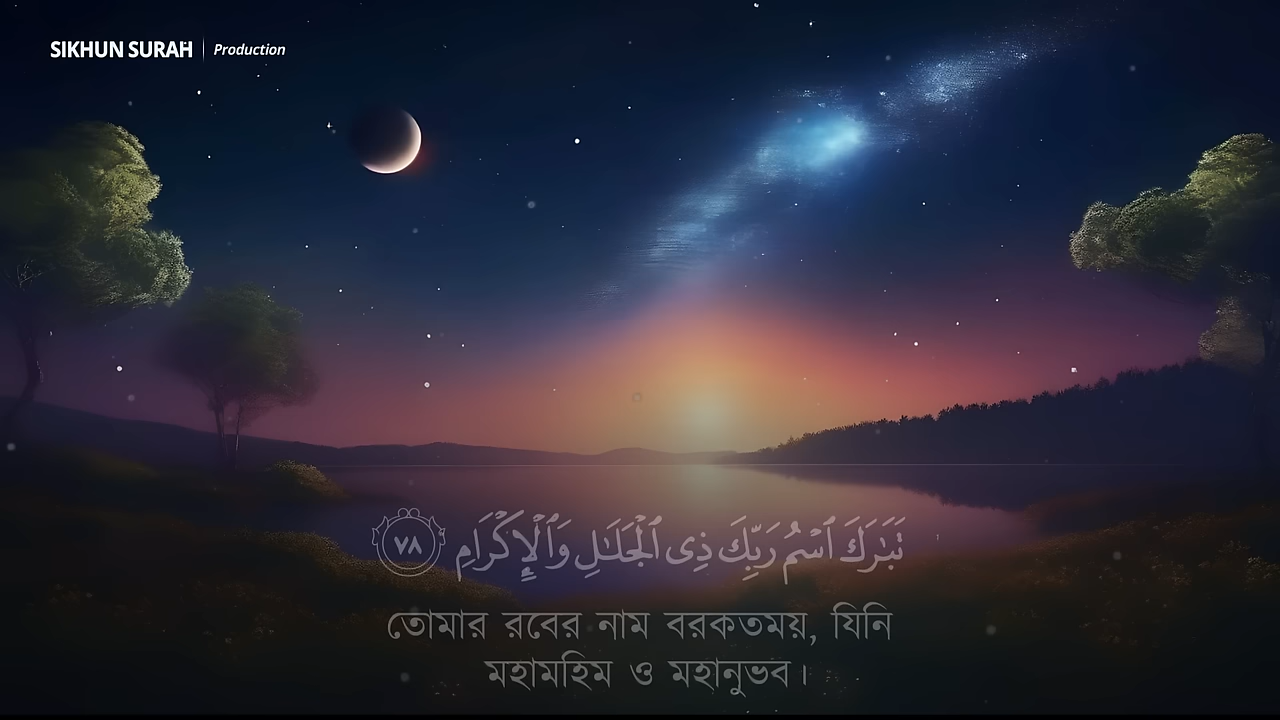 SIKHUN SURAH | Production
تَبَٰرَكَ ٱسْمُ رَبِّكَ ذِى ٱلْجَلَٰلِ وَٱلْإِكْرَامِ ٧٨
তোমার রবের নাম বরকতময়, যিনি
মহামহিম ও মহানুভব।